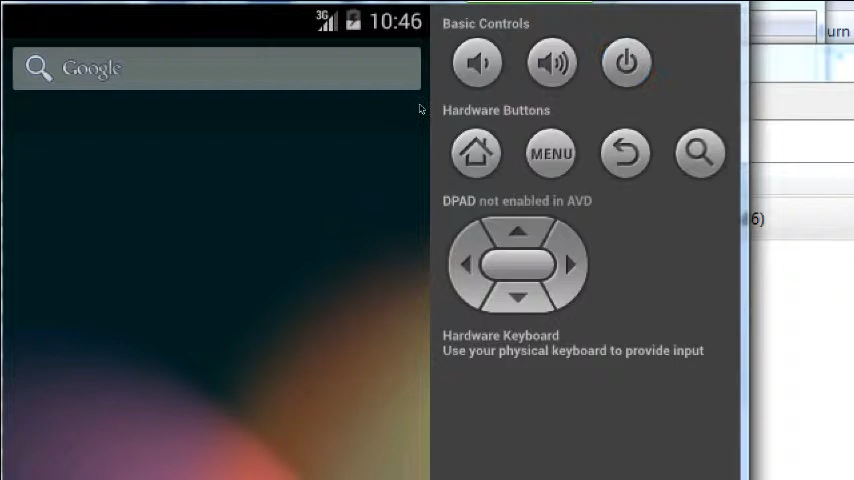 3G 10:46
Google
Basic Controls
Hardware Buttons
MENU
DPAD not enabled in AVD
Hardware Keyboard
Use your physical keyboard to provide input
urn
6)